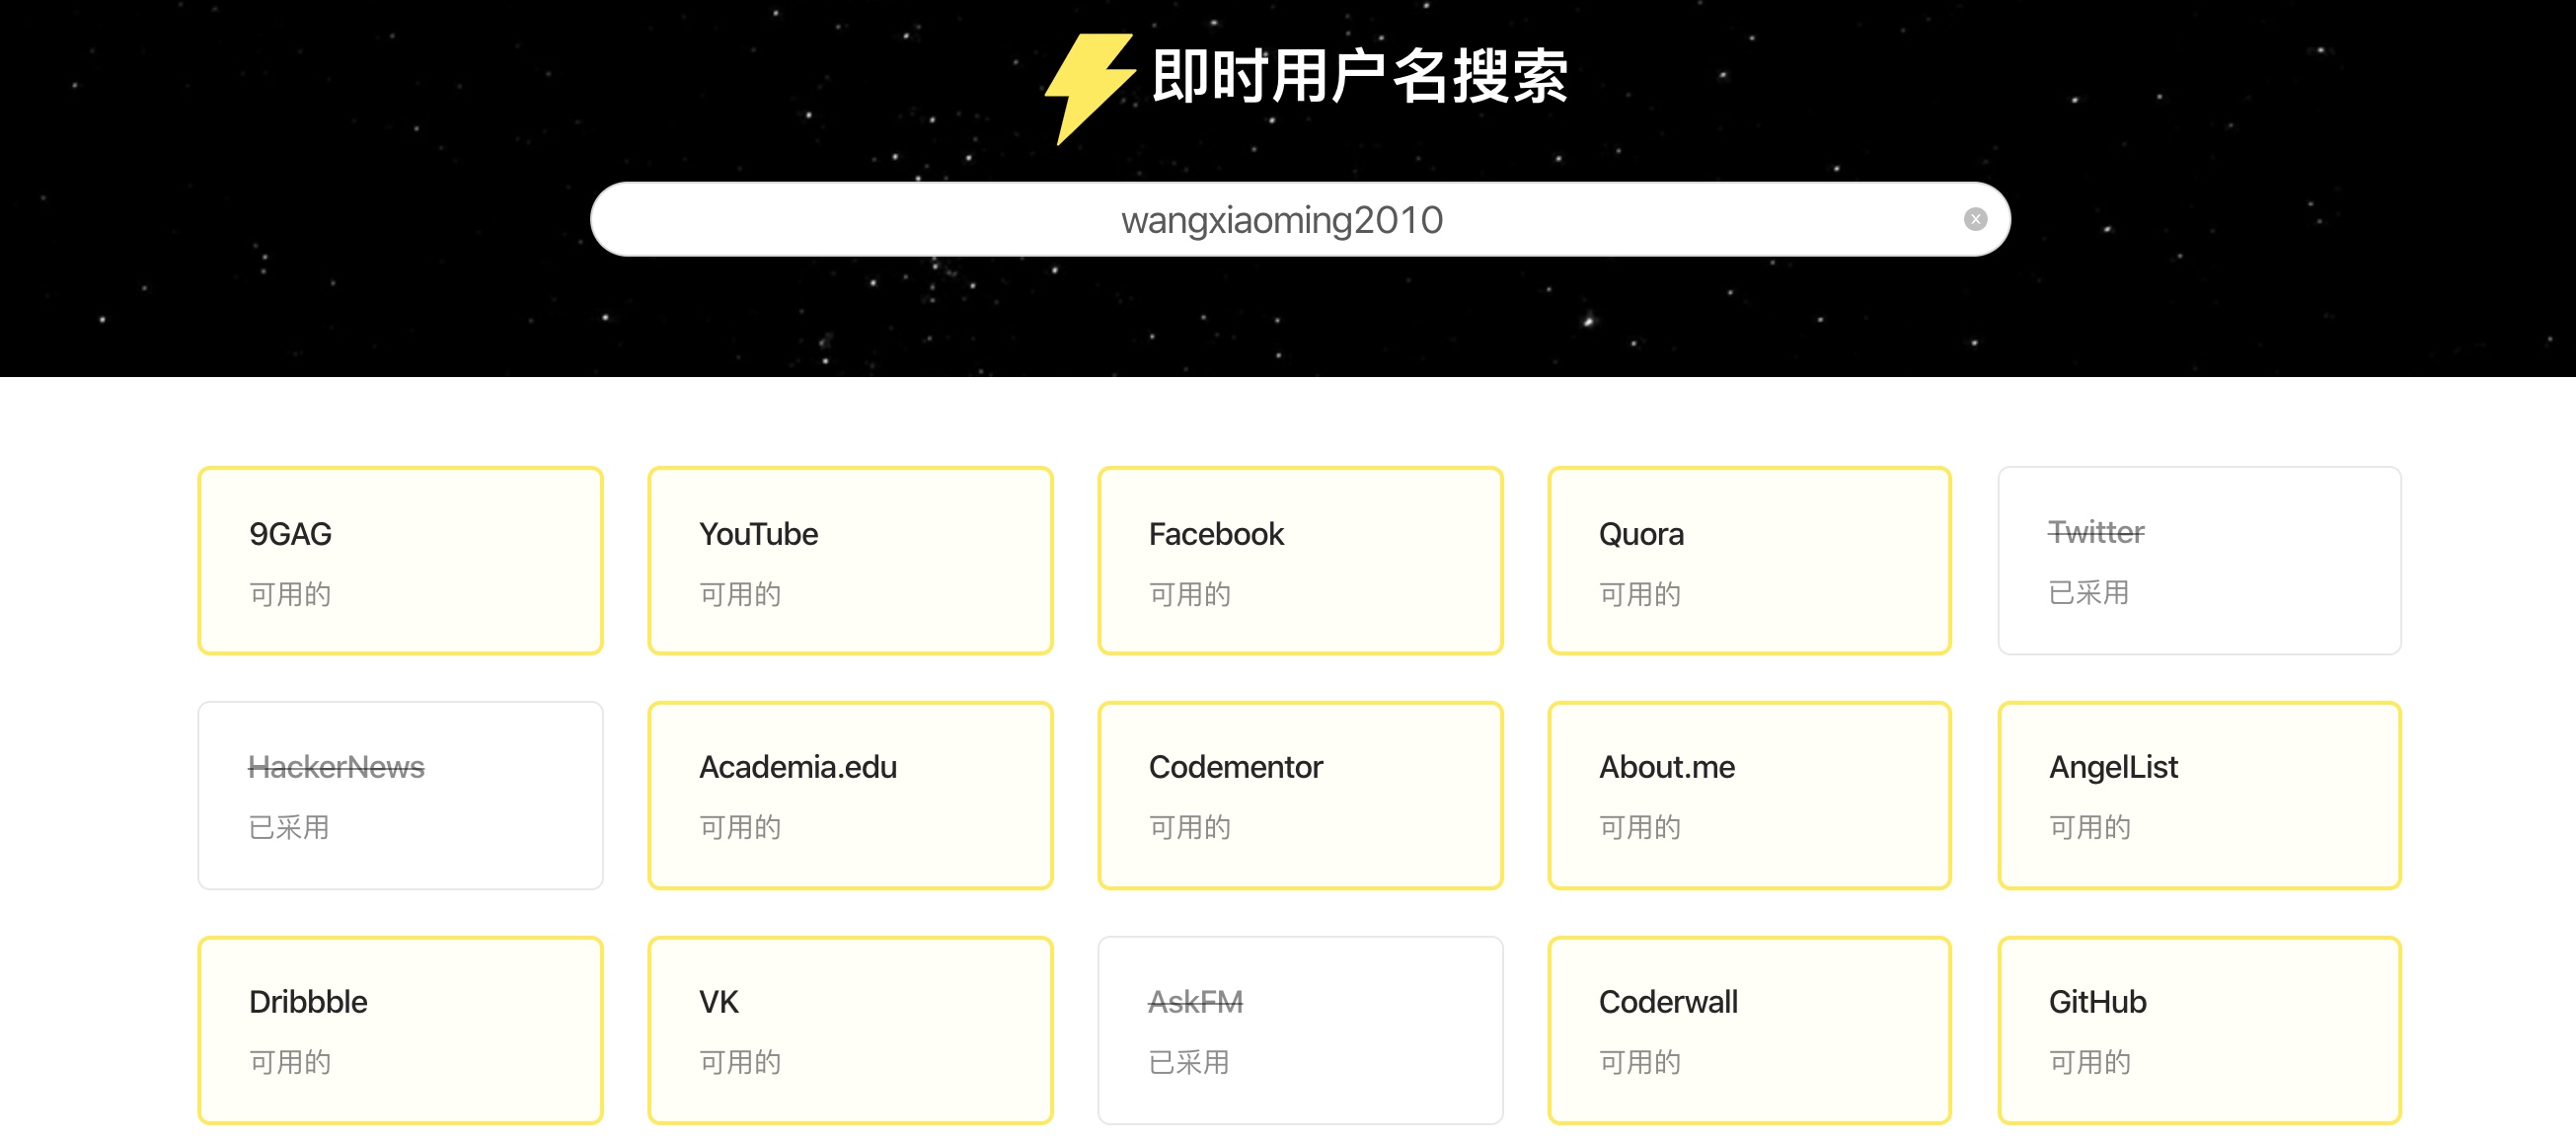 即时用户名搜索
wangxiaoming2010
9GAG
可用的
YouTube
可用的
Facebook
可用的
Quora
可用的
Twitter
已采用
HackerNews
已采用
Academia.edu
可用的
Codementor
可用的
About.me
可用的
AngelList
可用的
Dribbble
可用的
VK
可用的
AskFM
已采用
Coderwall
可用的
GitHub
可用的